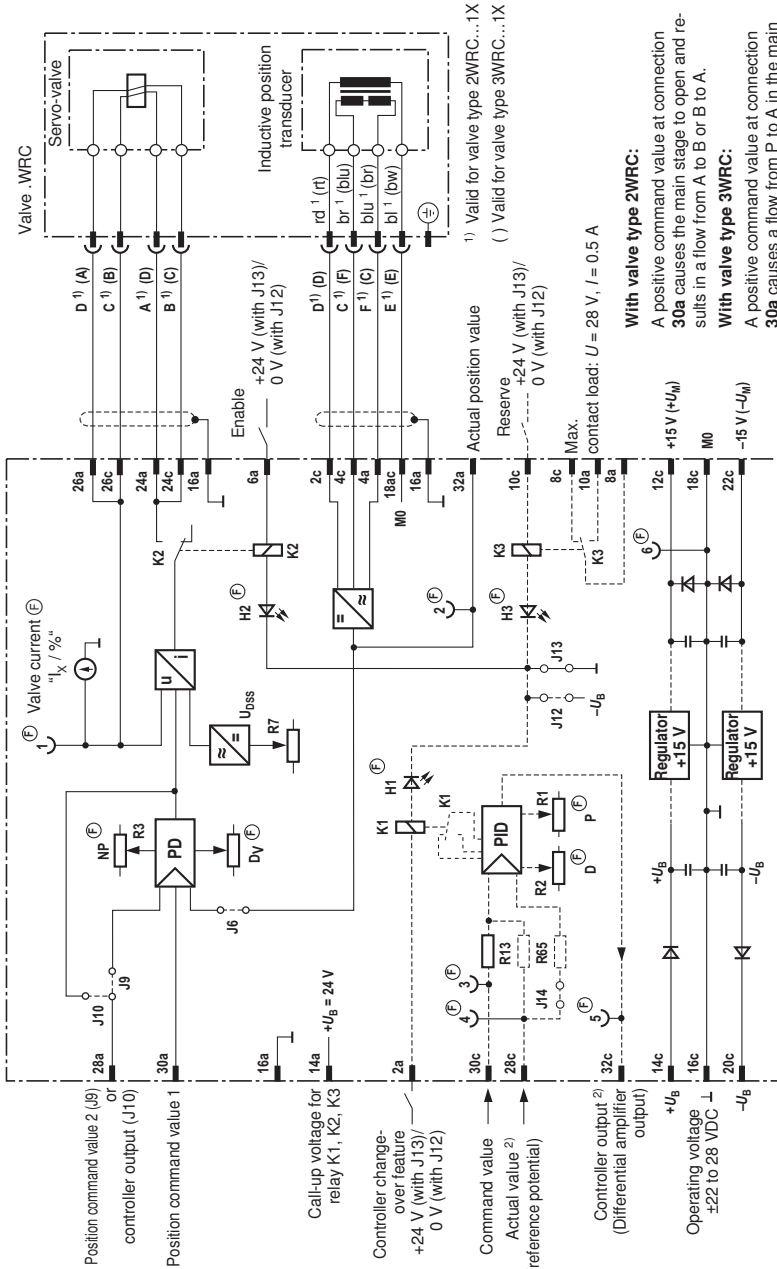 Position command value 2 (J9)
or
controller output (J10)
Position command value 1
Call-up voltage for
relay K1, K2, K3
Controller change-
over feature
+24 V (with J13)/
0 V (with J12)
Command value
Actual value 2)
reference potential)
Controller output 2)
(Differential amplifier
output)
Operating voltage ⊥
±22 to 28 VDC
28a
30a
16a
14a
+UB = 24 V
2a
30c
28c
32c
14c
+UB
16c
20c
–UB
J10
J9
NP
F
R3
PD
DV
F
J6
1
F
Valve current F
"IX / %"
u
i
UDSS
R7
K2
H2
F
K2
2
F
K1
H1
F
K1
J12
–UB
J13
H3
F
K3
K3
3
F
4
F
R13
R65
J14
PID
R2
D
F
R1
P
F
5
F
+UB
–UB
Regulator
+15 V
Regulator
+15 V
6
F
26a
26c
24a
24c
16a
6a
2c
4c
4a
18ac
M0
16a
32a
10c
8c
10a
8a
12c
18c
22c
+15 V (+UM)
M0
–15 V (–UM)
Enable
+24 V (with J13)/
0 V (with J12)
Actual position value
Reserve
+24 V (with J13)/
0 V (with J12)
Max.
contact load: U = 28 V, I = 0.5 A
D 1) (A)
C 1) (B)
A 1) (D)
B 1) (C)
D1) (D)
C 1) (F)
F 1) (C)
E 1) (E)
Valve .WRC
Servo-valve
Inductive position
transducer
rd 1 (rt)
br 1 (blu)
blu 1 (br)
bl 1 (bw)
1) Valid for valve type 2WRC...1X
( ) Valid for valve type 3WRC...1X
With valve type 2WRC:
A positive command value at connection
30a causes the main stage to open and re-
sults in a flow from A to B or B to A.
With valve type 3WRC:
A positive command value at connection
30a causes a flow from P to A in the main